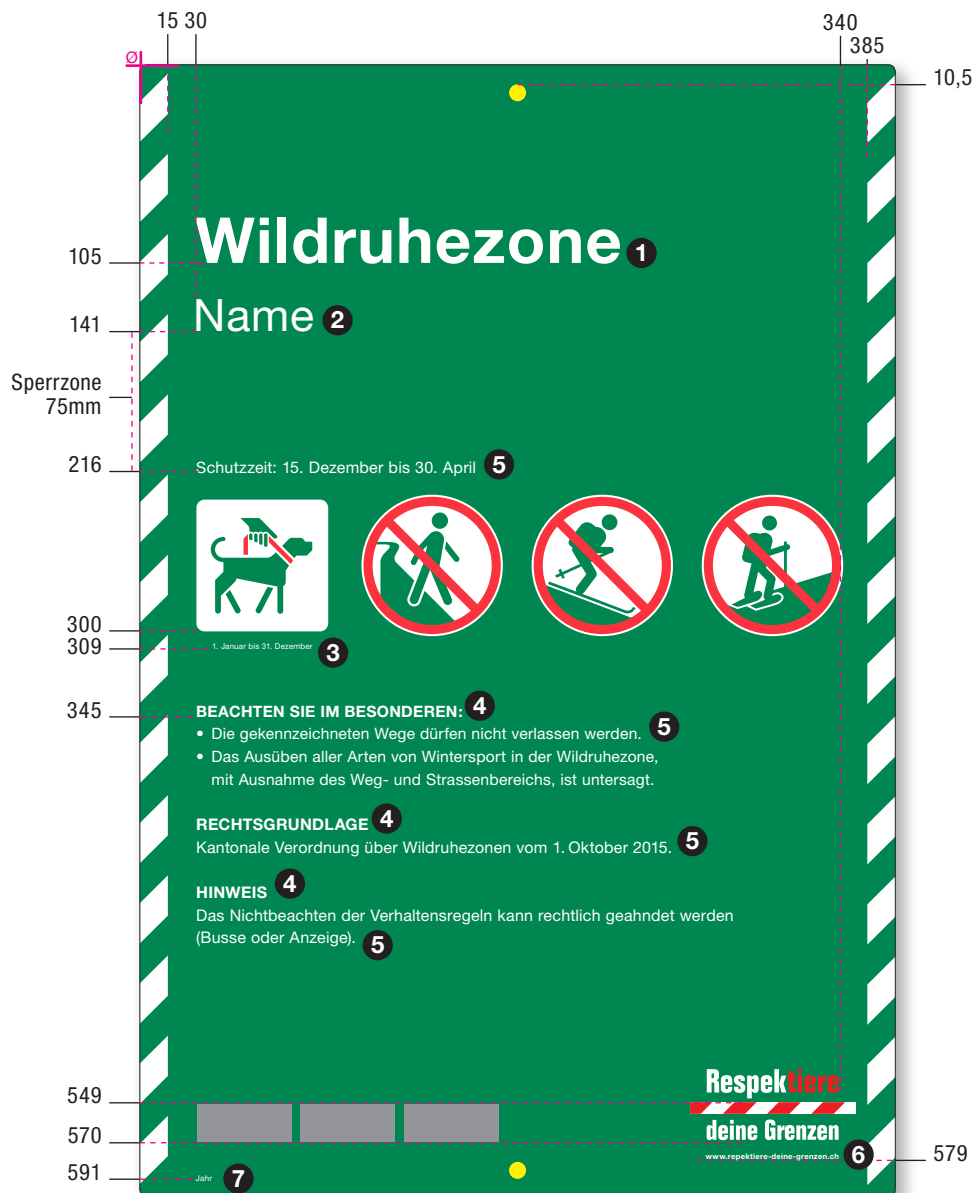 15 30
340
385
Ø
10,5
Wildruhezone 1
105
Name 2
141
Sperrzone
75mm
216
Schutzzeit: 15. Dezember bis 30. April 5
300
309
1. Januar bis 31. Dezember 3
345
BEACHTEN SIE IM BESONDEREN: 4
• Die gekennzeichneten Wege dürfen nicht verlassen werden. 5
• Das Ausüben aller Arten von Wintersport in der Wildruhezone,
mit Ausnahme des Weg- und Strassenbereichs, ist untersagt.
RECHTSGRUNDLAGE 4
Kantonale Verordnung über Wildruhezonen vom 1. Oktober 2015. 5
HINWEIS 4
Das Nichtbeachten der Verhaltensregeln kann rechtlich geahndet werden
(Busse oder Anzeige). 5
Respektiere
549
deine Grenzen
570
www.repektiere-deine-grenzen.ch 6
579
591
Jahr 7